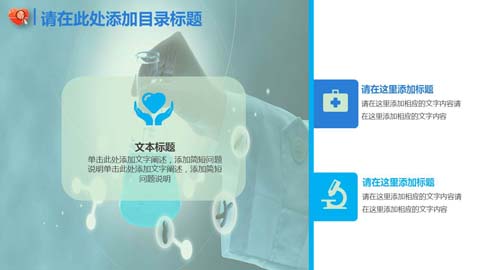 请在此处添加目录标题
文本标题
单击此处添加文字阐述，添加简短问题
说明单击此处添加文字阐述，添加简短
问题说明
请在这里添加标题
请在这里添加相应的文字内容请
在这里添加相应的文字内容
请在这里添加标题
请在这里添加相应的文字内容请
在这里添加相应的文字内容